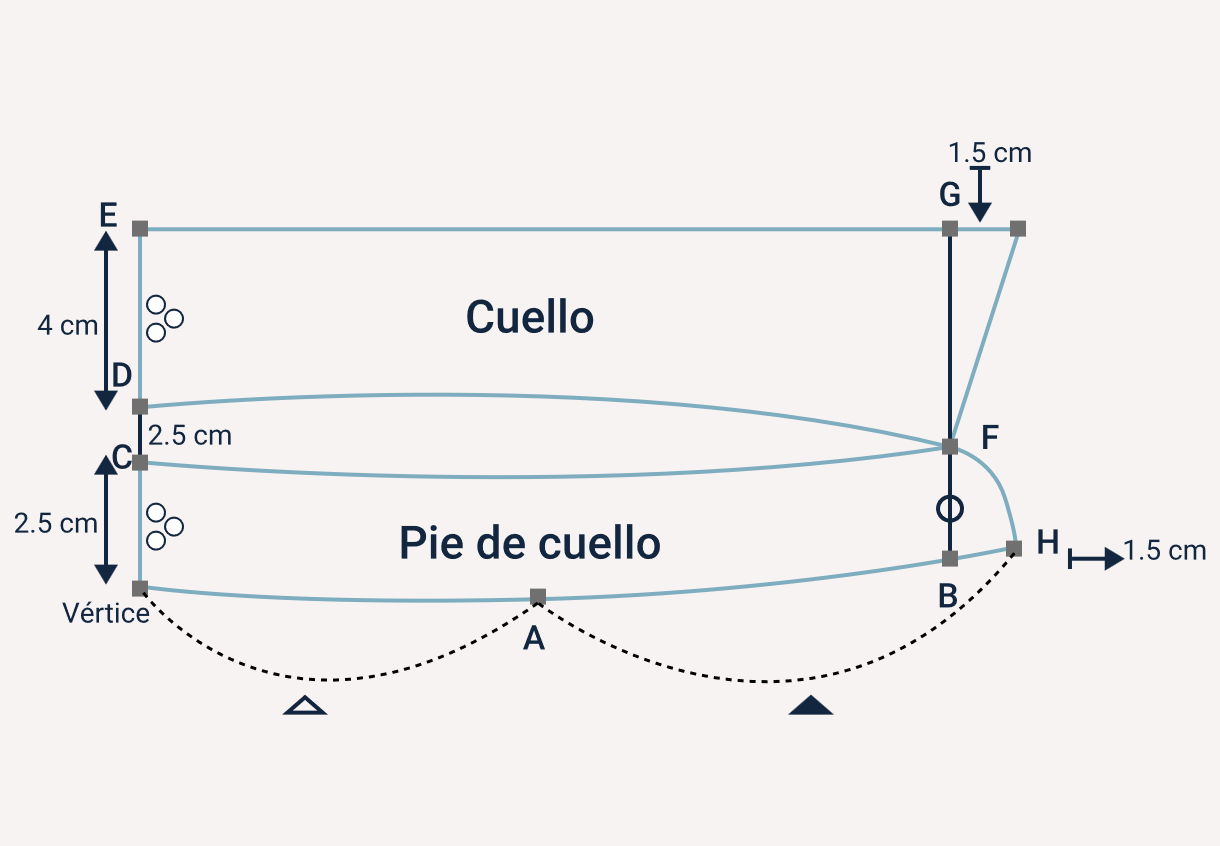 1.5 cm
G
E
Cuello
4 cm
D
2.5 cm
F
C
2.5 cm
Pie de cuello
H
1.5 cm
B
Vértice
A